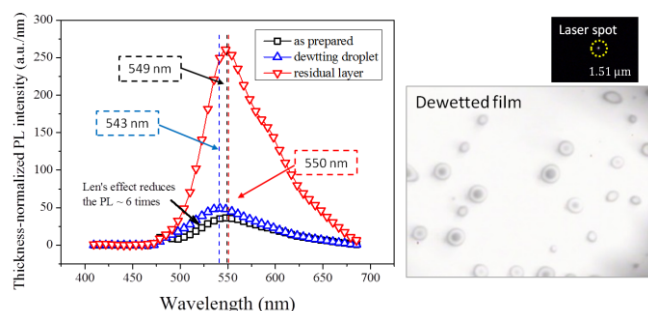 Thickness-normalized PL intensity (a.u./nm)
300
250
200
150
100
50
0
400
450
500
550
600
650
700
Wavelength (nm)
as prepared
dewtting droplet
residual layer
549 nm
543 nm
550 nm
Len's effect reduces
the PL ~ 6 times
Laser spot
1.51 μm
Dewetted film